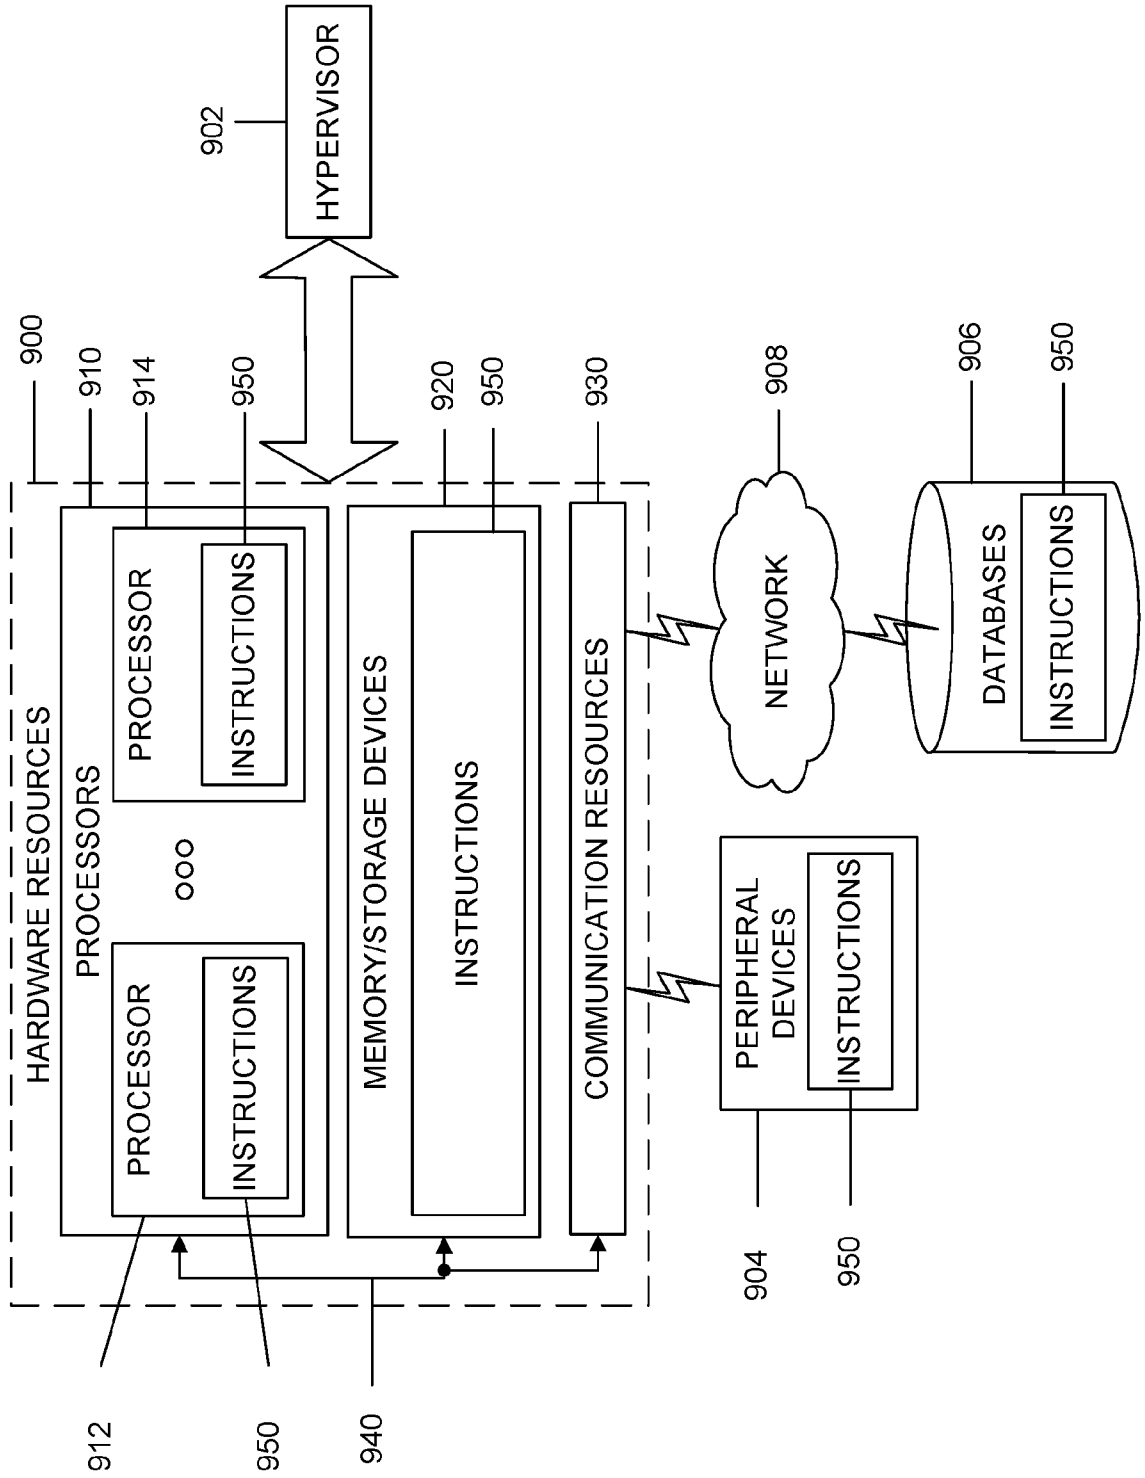 HARDWARE RESOURCES
900
PROCESSORS
910
PROCESSOR
912
INSTRUCTIONS
950
PROCESSOR
914
INSTRUCTIONS
950
HYPERVISOR
902
MEMORY/STORAGE DEVICES
920
INSTRUCTIONS
950
COMMUNICATION RESOURCES
930
940
PERIPHERAL
DEVICES
904
INSTRUCTIONS
950
NETWORK
908
DATABASES
906
INSTRUCTIONS
950